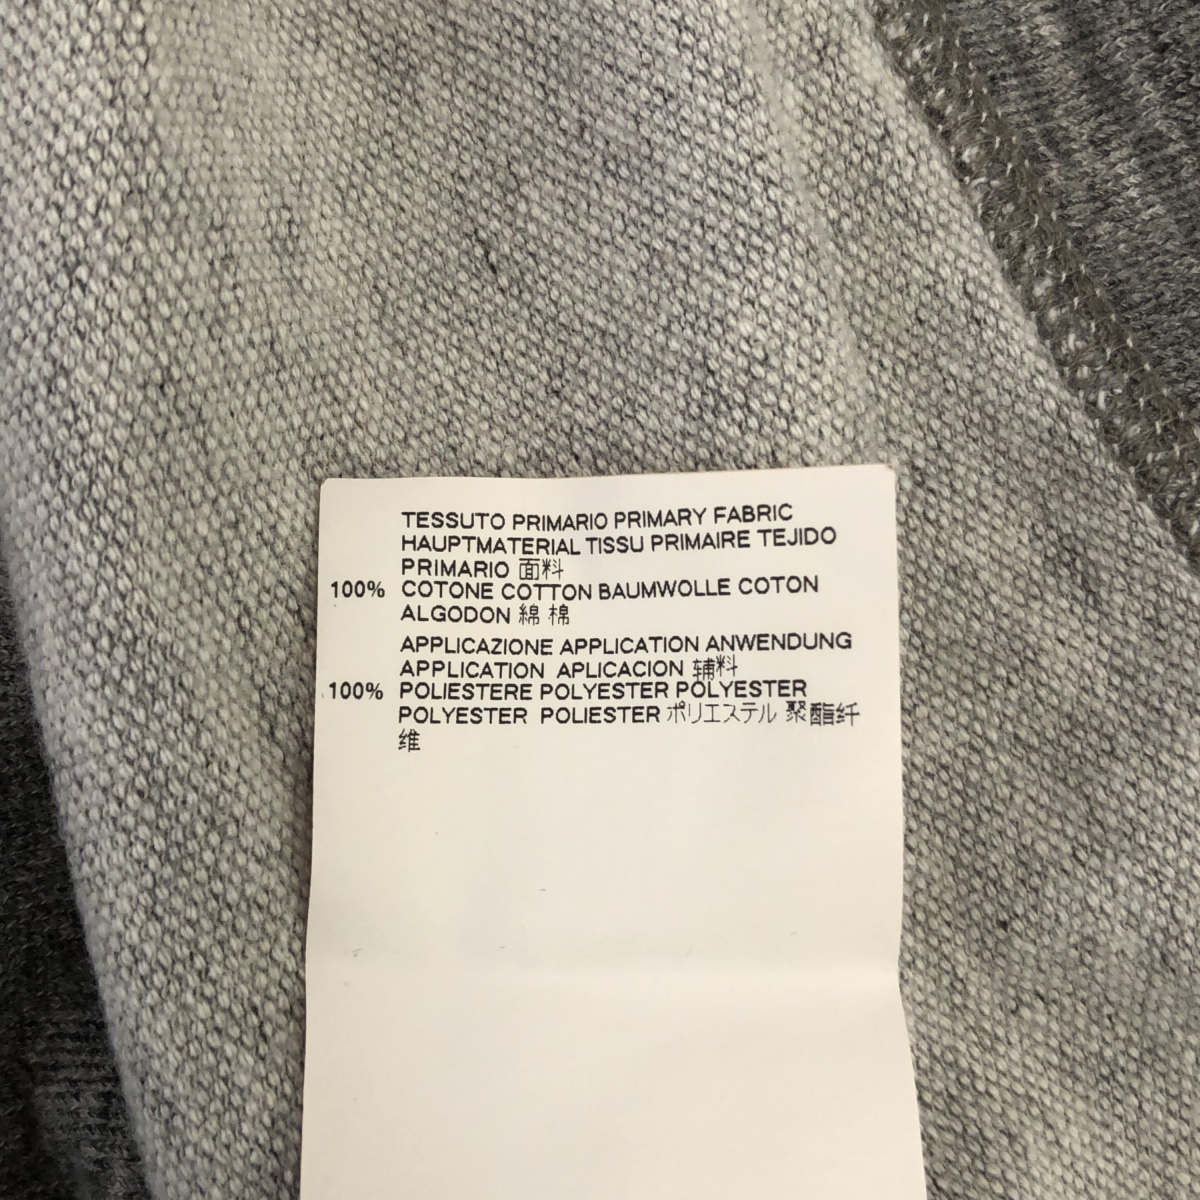 TESSUTO PRIMARIO PRIMARY FABRIC
HAUPTMATERIAL TISSU PRIMAIRE TEJIDO
PRIMARIO 面料
100% COTONE COTTON BAUMWOLLE COTON
ALGODON 綿 棉
APPLICAZIONE APPLICATION ANWENDUNG
APPLICATION APLICACION 辅料
100% POLIESTERE POLYESTER POLYESTER
POLYESTER POLIESTER ポリエステル 聚酯纤
维